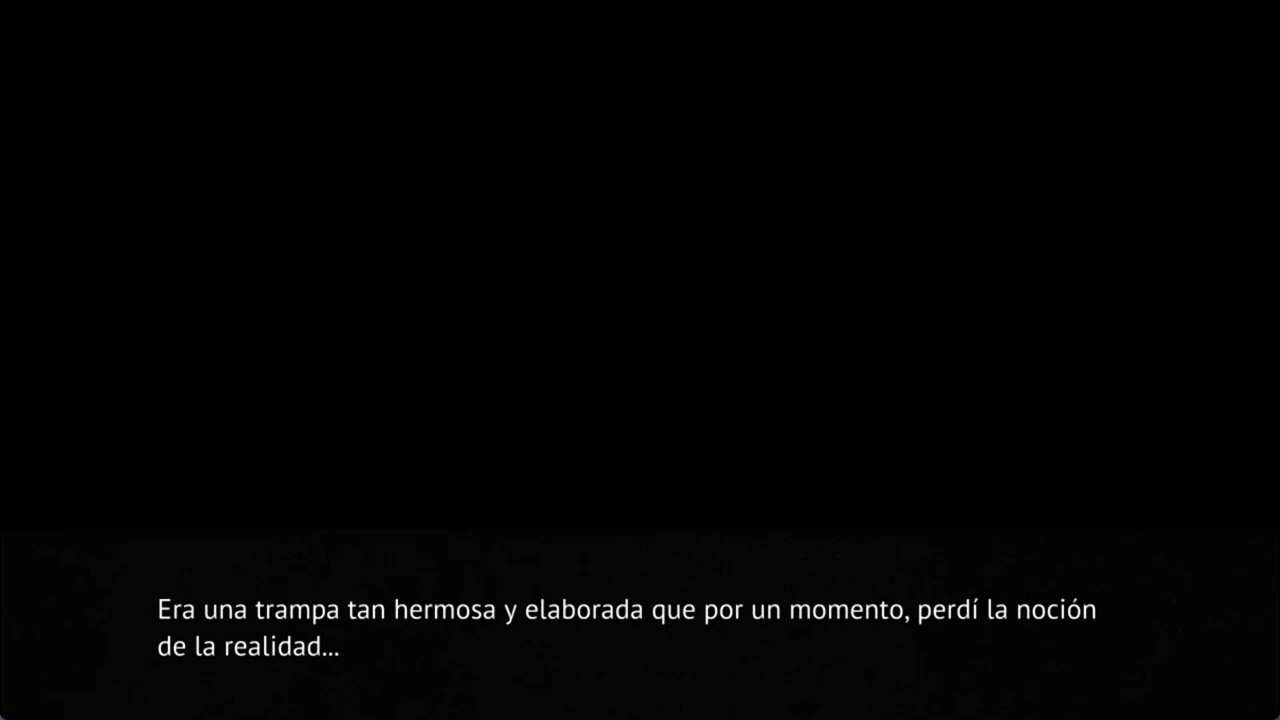 Era una trampa tan hermosa y elaborada que por un momento, perdí la noción
de la realidad...